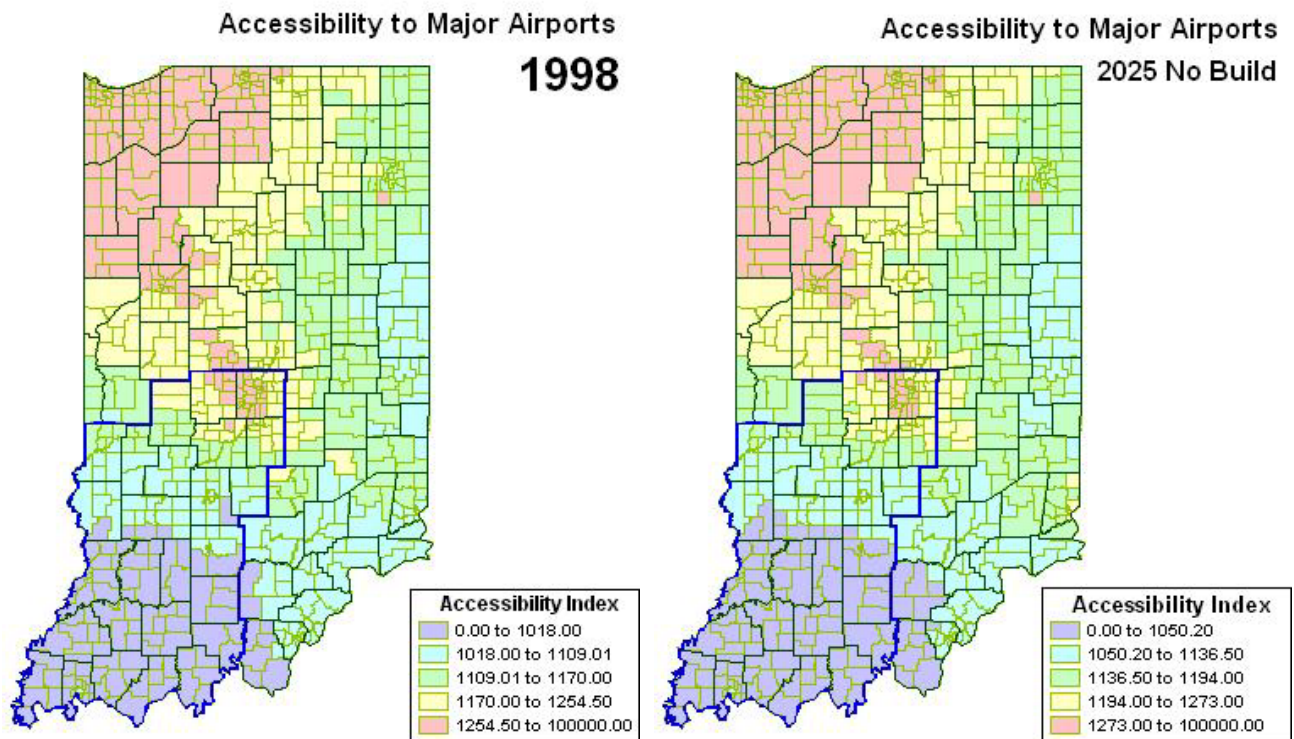 Accessibility to Major Airports
1998
Accessibility Index
0.00 to 1018.00
1018.00 to 1109.01
1109.01 to 1170.00
1170.00 to 1254.50
1254.50 to 100000.00
Accessibility to Major Airports
2025 No Build
Accessibility Index
0.00 to 1050.20
1050.20 to 1136.50
1136.50 to 1194.00
1194.00 to 1273.00
1273.00 to 100000.00